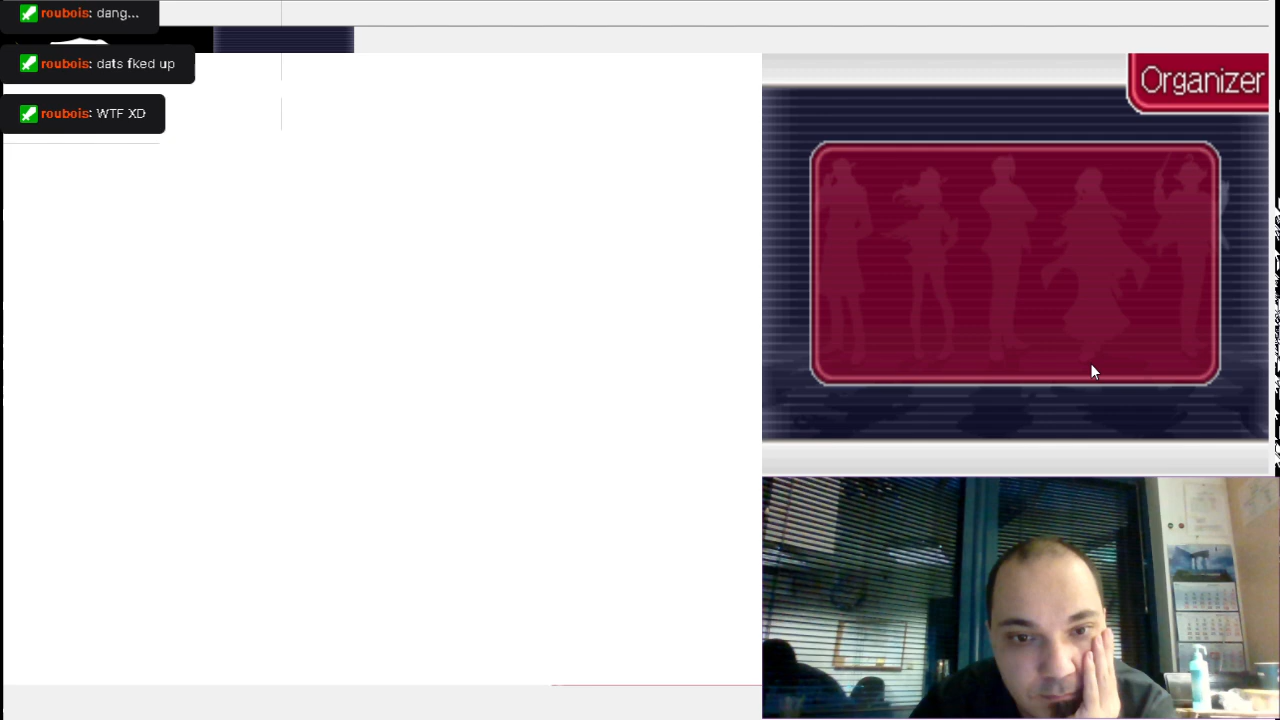 roubois: dang...
roubois: dats fked up
roubois: WTF XD
Organizer